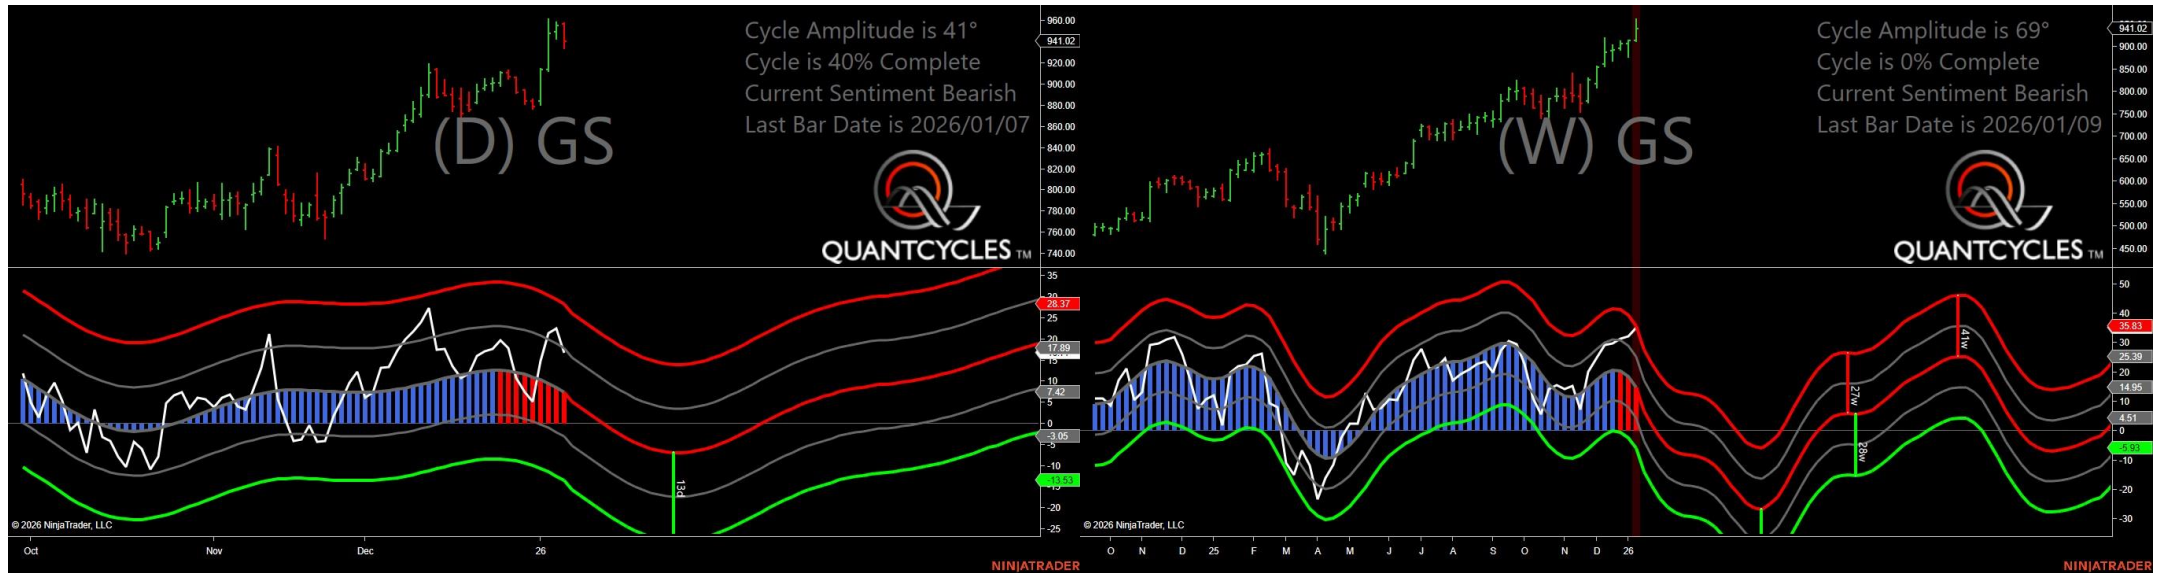 Cycle Amplitude is 41°
Cycle is 40% Complete
Current Sentiment Bearish
Last Bar Date is 2026/01/07
(D) GS
QUANTCYCLES TM
960.00
941.02
920.00
900.00
880.00
860.00
840.00
820.00
800.00
780.00
760.00
740.00
35
28.37
25
20
17.89
15
10
7.42
5
0
-3.05
-5
-10
-13.53
-20
-25
13d
© 2026 NinjaTrader, LLC
Oct Nov Dec 26
NINJATRADER
Cycle Amplitude is 69°
Cycle is 0% Complete
Current Sentiment Bearish
Last Bar Date is 2026/01/09
(W) GS
QUANTCYCLES TM
941.02
900.00
850.00
800.00
750.00
700.00
650.00
600.00
550.00
500.00
450.00
50
40
35.83
30
25.39
14.95
10
4.51
0
-5.93
-10
-20
-30
41w
27w
28w
© 2026 NinjaTrader, LLC
O N D 25 F M A M J J A S O N D 26
NINJATRADER